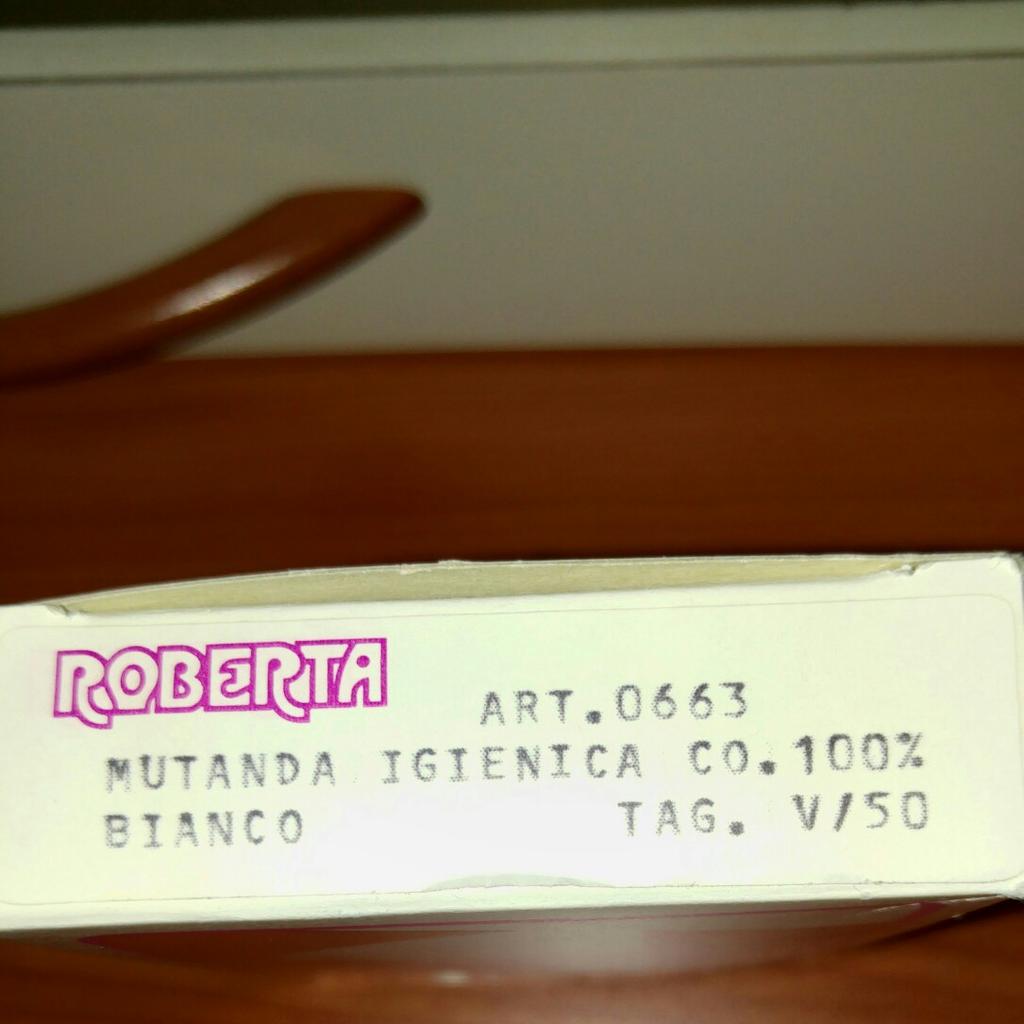 ROBERTA
ART.0663
MUTANDA IGIENICA CO.100%
BIANCO TAG. V/50